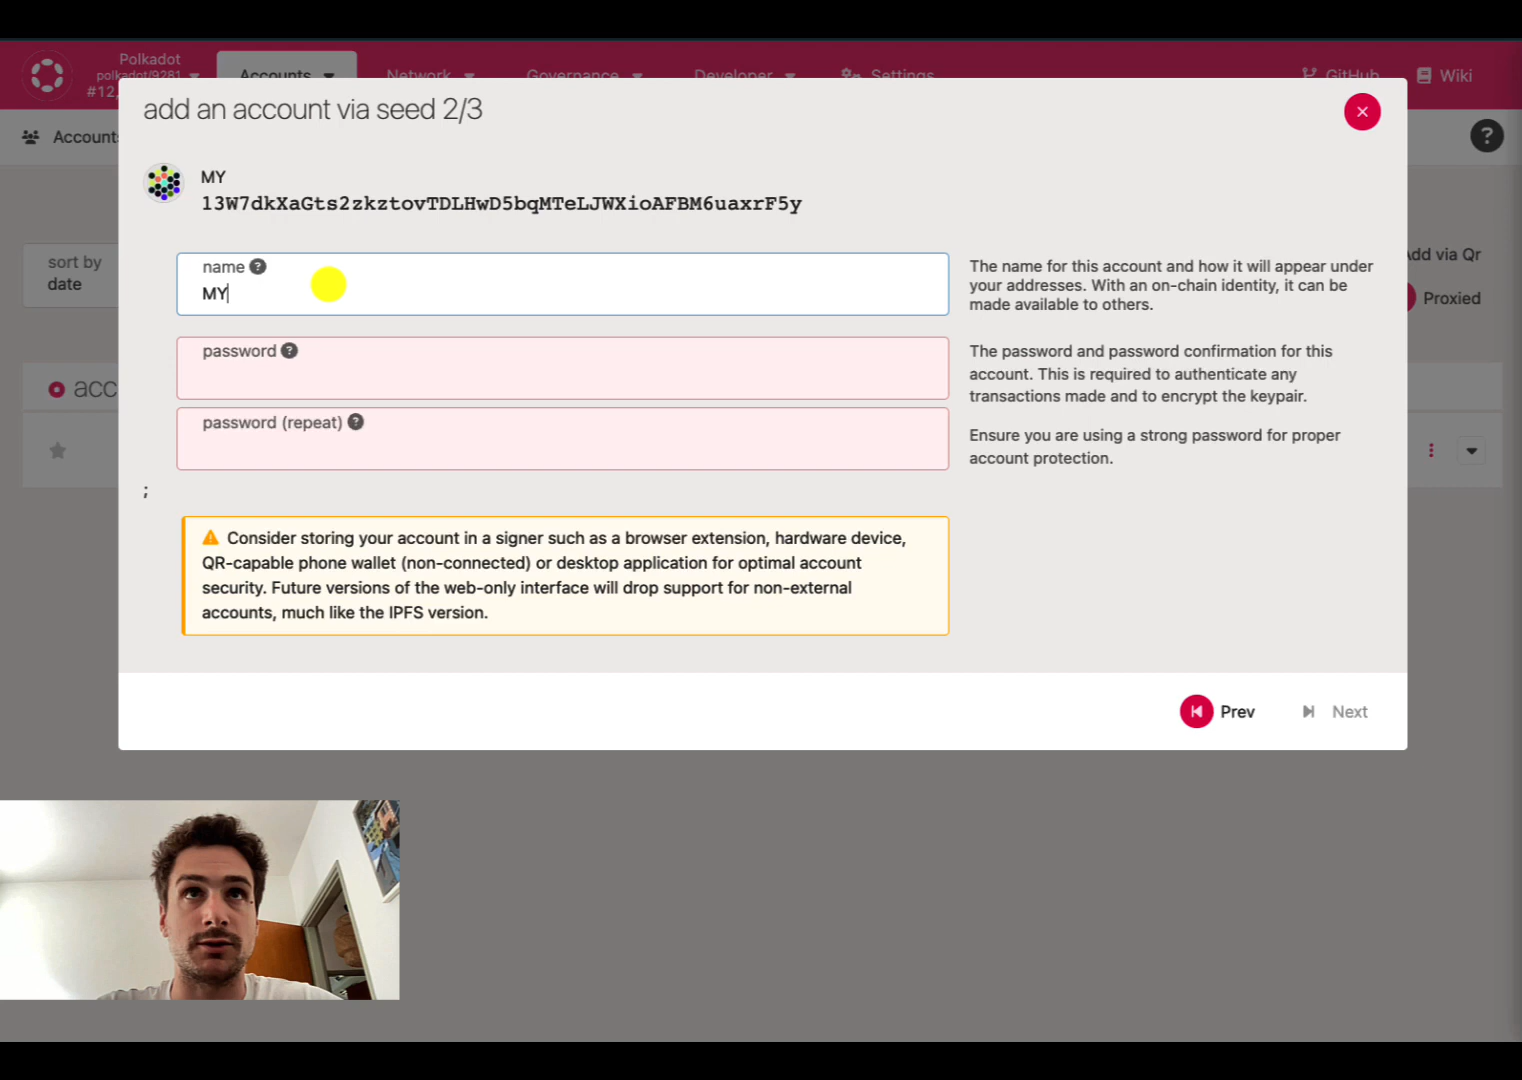 Polkadot
polkadot/9281
#12,
Accounts
Network
Governance
Developer
Settings
GitHub
Wiki
Accounts
?
add an account via seed 2/3
MY
13W7dkXaGts2zkztovTDLHwD5bqMTeLJWXioAFBM6uaxrF5y
sort by
date
name ?
MY
The name for this account and how it will appear under
your addresses. With an on-chain identity, it can be
made available to others.
Add via Qr
Proxied
password ?
The password and password confirmation for this
account. This is required to authenticate any
transactions made and to encrypt the keypair.
password (repeat) ?
Ensure you are using a strong password for proper
account protection.
acc
;
Consider storing your account in a signer such as a browser extension, hardware device,
QR-capable phone wallet (non-connected) or desktop application for optimal account
security. Future versions of the web-only interface will drop support for non-external
accounts, much like the IPFS version.
Prev
Next